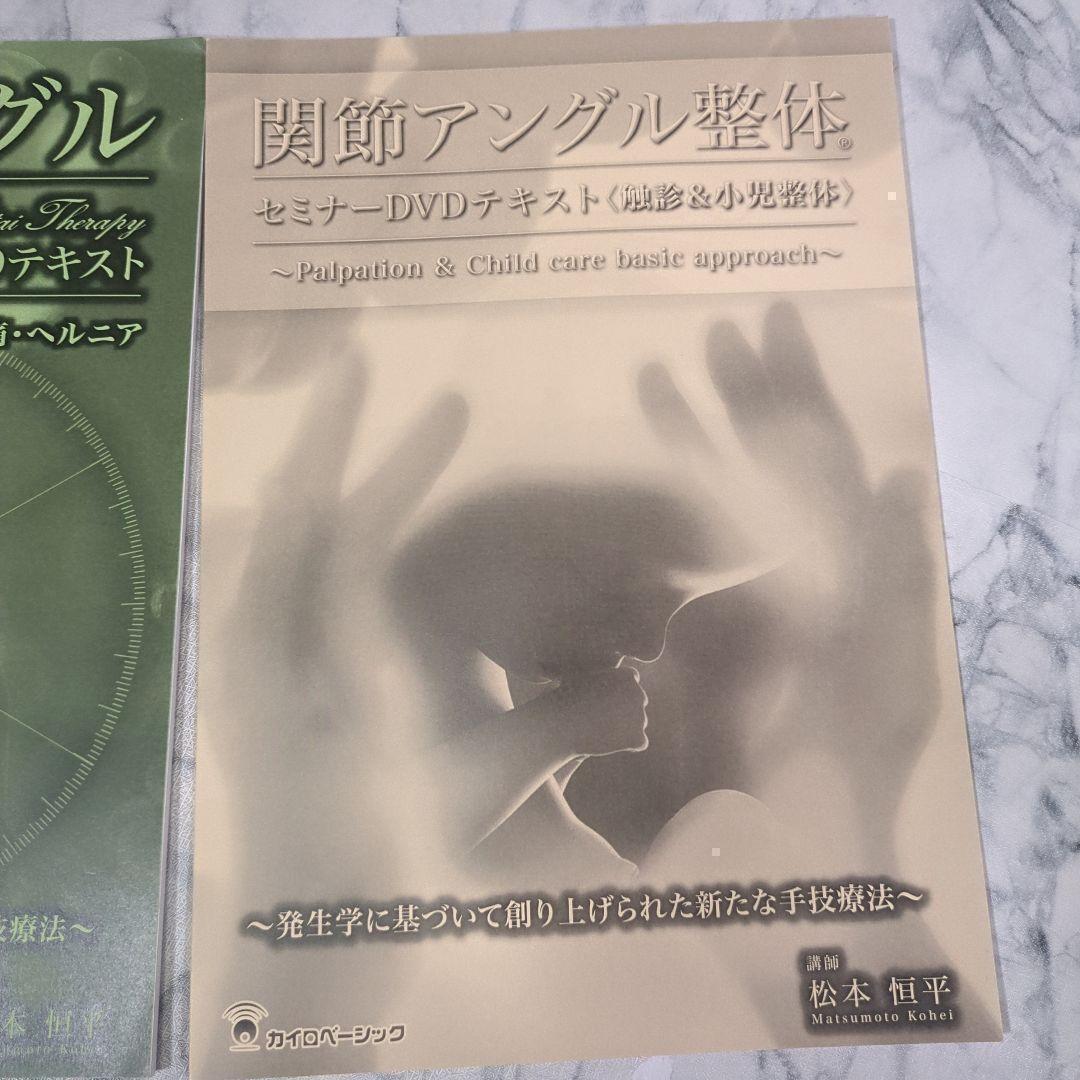 グル
Therapy
Dテキスト
・ヘルニア
療法～
本 恒平
関節アングル整体®
セミナーDVDテキスト〈触診&小児整体〉
～Palpation & Child care basic approach～
～発生学に基づいて創り上げられた新たな手技療法～
講師
松本 恒平
Matsumoto Kohei
カイロベーシック